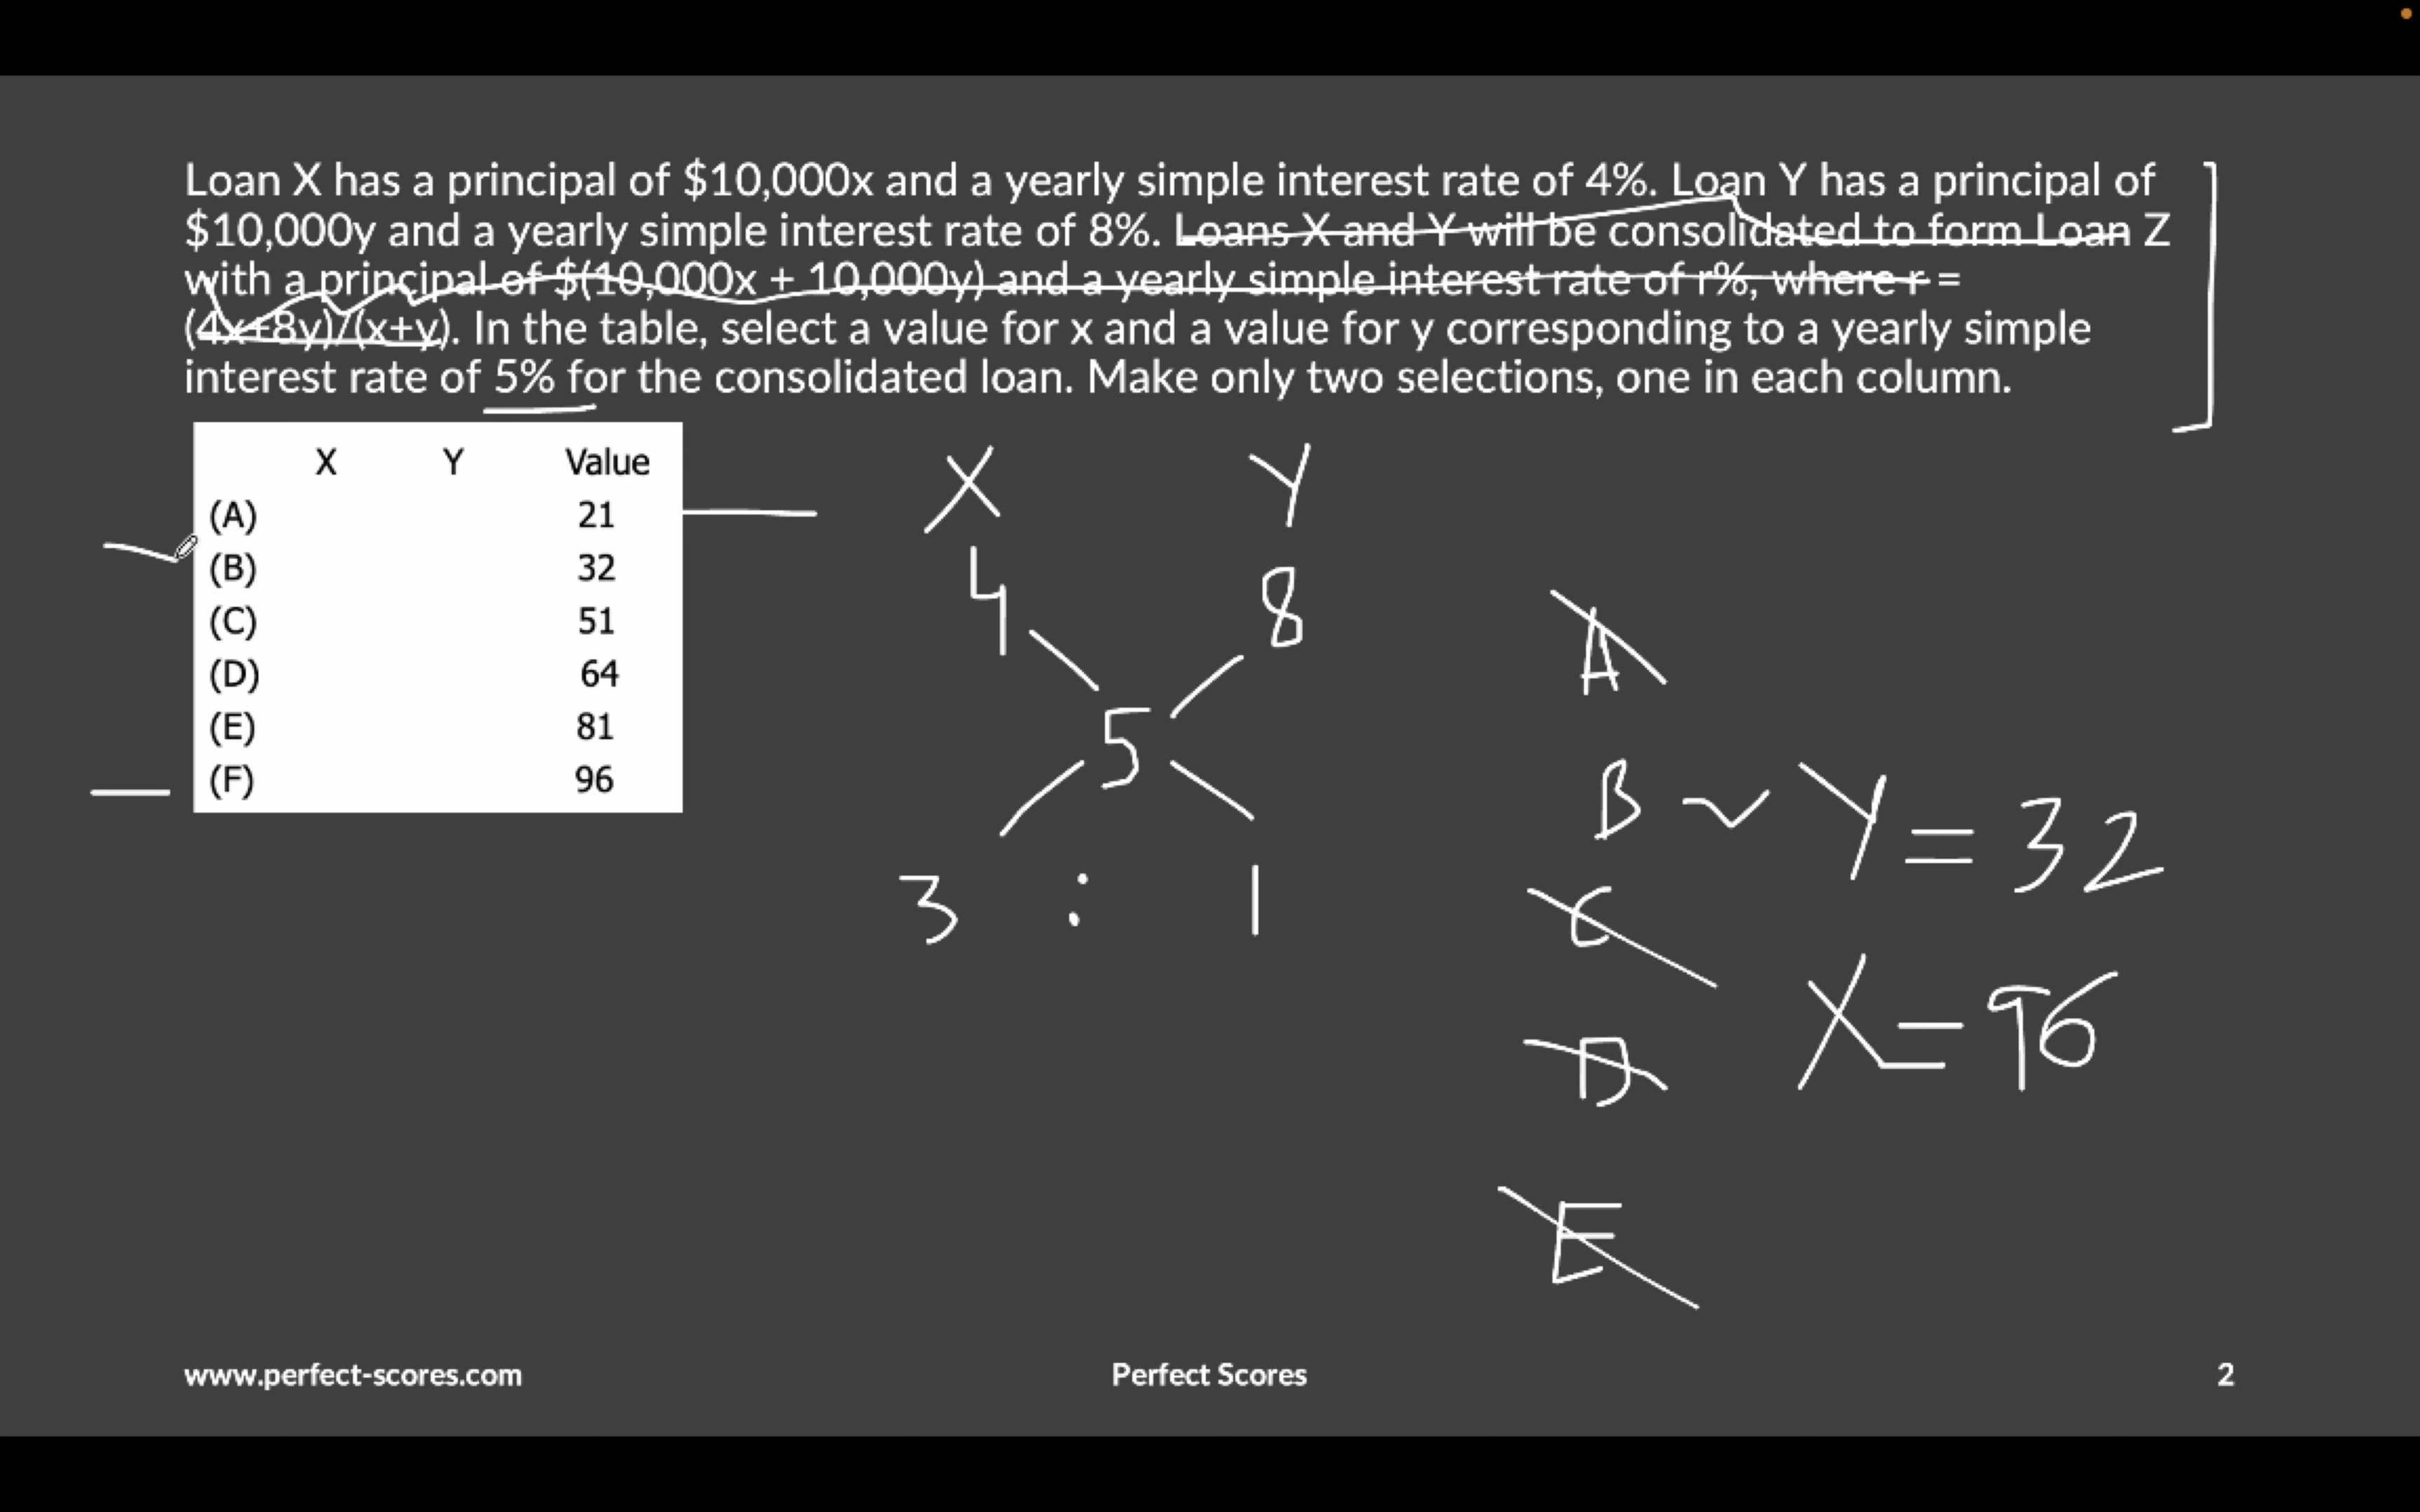 Loan X has a principal of $10,000x and a yearly simple interest rate of 4%. Loan Y has a principal of
$10,000y and a yearly simple interest rate of 8%. Loans X and Y will be consolidated to form Loan Z
with a principal of $(10,000x + 10,000y) and a yearly simple interest rate of r%, where r =
(4x+8y)/(x+y). In the table, select a value for x and a value for y corresponding to a yearly simple
interest rate of 5% for the consolidated loan. Make only two selections, one in each column.
X Y Value
(A) 21
(B) 32
(C) 51
(D) 64
(E) 81
(F) 96
X Y
4 8
5
3 : 1
A
B Y = 32
C
X = 96
D
E
www.perfect-scores.com Perfect Scores 2